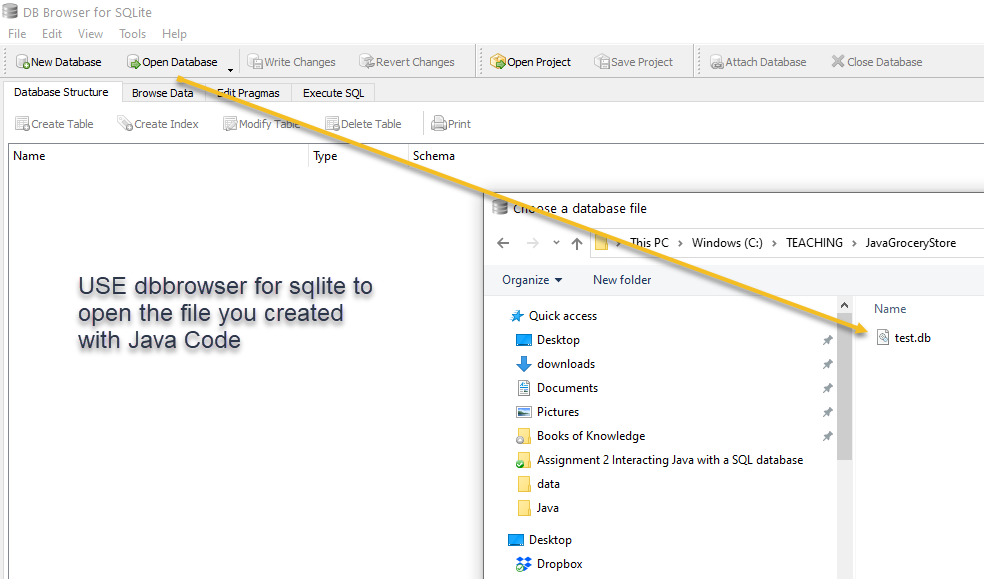 DB Browser for SQLite
File Edit View Tools Help
New Database Open Database Write Changes Revert Changes Open Project Save Project Attach Database Close Database
Database Structure Browse Data Edit Pragmas Execute SQL
Create Table Create Index Modify Table Delete Table Print
Name Type Schema
Choose a database file
This PC > Windows (C:) > TEACHING > JavaGroceryStore
Organize New folder
USE dbbrowser for sqlite to
open the file you created
with Java Code
Name
Quick access
Desktop
test.db
downloads
Documents
Pictures
Books of Knowledge
Assignment 2 Interacting Java with a SQL database
data
Java
Desktop
Dropbox